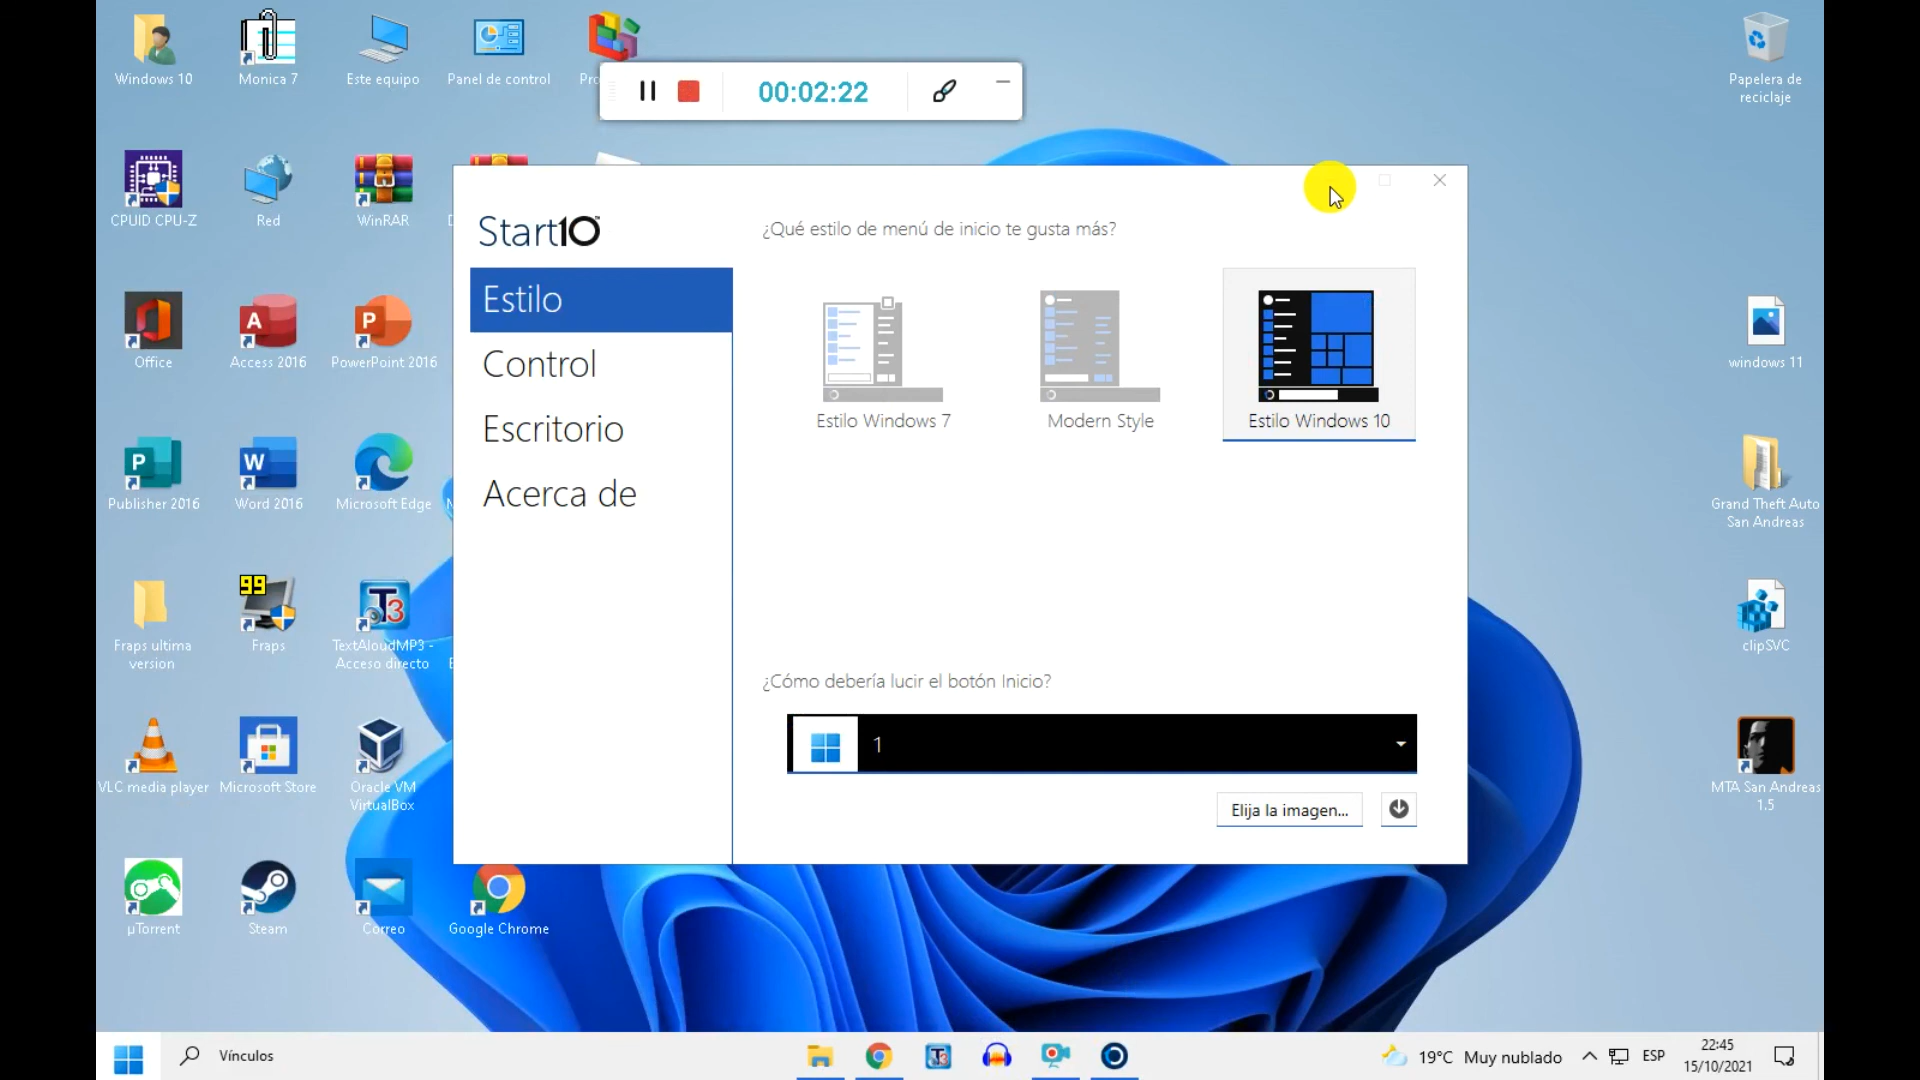 Windows 10
Monica 7
Este equipo
Panel de control
00:02:22
Papelera de
reciclaje
CPUID CPU-Z
Red
WinRAR
Start10™
¿Qué estilo de menú de inicio te gusta más?
Estilo
Control
Escritorio
Acerca de
Estilo Windows 7
Modern Style
Estilo Windows 10
Office
Access 2016
PowerPoint 2016
windows 11
Publisher 2016
Word 2016
Microsoft Edge
Grand Theft Auto
San Andreas
99
Fraps ultima
version
Fraps
TextAloudMP3 -
Acceso directo
clipSVC
¿Cómo debería lucir el botón Inicio?
1
Elija la imagen...
VLC media player
Microsoft Store
Oracle VM
VirtualBox
MTA San Andreas
1.5
µTorrent
Steam
Correo
Google Chrome
Vínculos
19°C Muy nublado
ESP
22:45
15/10/2021